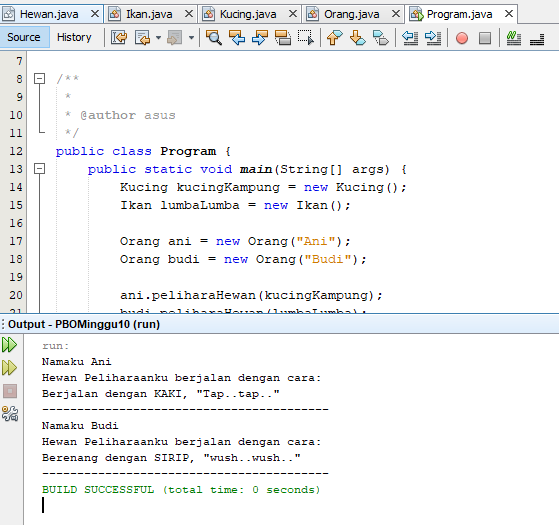 Hewan.java Ikan.java Kucing.java Orang.java Program.java
Source History
7
8 /**
9 *
10 * @author asus
11 */
12 public class Program {
13 public static void main(String[] args) {
14 Kucing kucingKampung = new Kucing();
15 Ikan lumbaLumba = new Ikan();
16
17 Orang ani = new Orang("Ani");
18 Orang budi = new Orang("Budi");
19
20 ani.peliharaHewan(kucingKampung);
21 budi.peliharaHewan(lumbaLumba);
Output - PBOMinggu10 (run)
run:
Namaku Ani
Hewan Peliharaanku berjalan dengan cara:
Berjalan dengan KAKI, "Tap..tap.."
-----------------------------------------
Namaku Budi
Hewan Peliharaanku berjalan dengan cara:
Berenang dengan SIRIP, "wush..wush.."
-----------------------------------------
BUILD SUCCESSFUL (total time: 0 seconds)